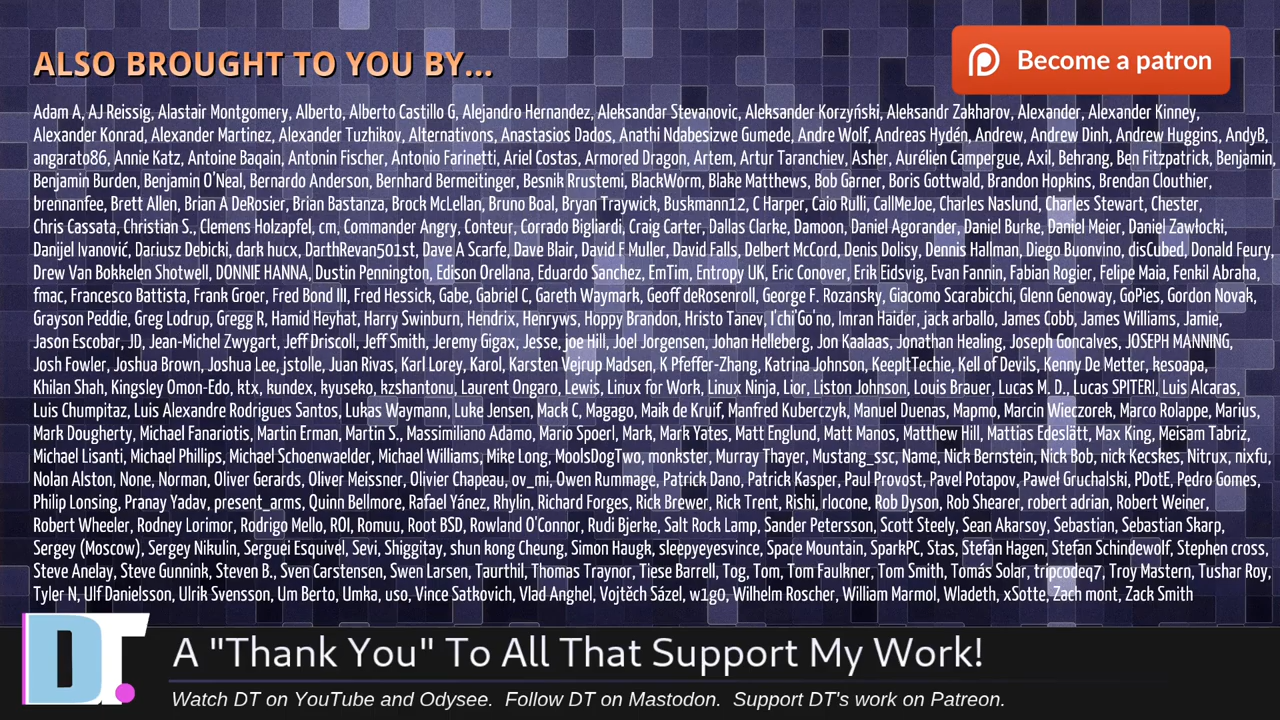 ALSO BROUGHT TO YOU BY...
Become a patron
Adam A, AJ Reissig, Alastair Montgomery, Alberto, Alberto Castillo G, Alejandro Hernandez, Aleksandar Stevanovic, Aleksander Korzyński, Aleksandr Zakharov, Alexander, Alexander Kinney,
Alexander Konrad, Alexander Martinez, Alexander Tuzhikov, Alternativons, Anastasios Dados, Anathi Ndabesizwe Gumede, Andre Wolf, Andreas Hydén, Andrew, Andrew Dinh, Andrew Huggins, AndyB,
angarato86, Annie Katz, Antoine Baqain, Antonin Fischer, Antonio Farinetti, Ariel Costas, Armored Dragon, Artem, Artur Taranchiev, Asher, Aurélien Campergue, Axil, Behrang, Ben Fitzpatrick, Benjamin,
Benjamin Burden, Benjamin O'Neal, Bernardo Anderson, Bernhard Bermeitinger, Besnik Rrustemi, BlackWorm, Blake Matthews, Bob Garner, Boris Gottwald, Brandon Hopkins, Brendan Clouthier,
brennanfee, Brett Allen, Brian A DeRosier, Brian Bastanza, Brock McLellan, Bruno Boal, Bryan Traywick, Buskmann12, C Harper, Caio Rulli, CallMeJoe, Charles Naslund, Charles Stewart, Chester,
Chris Cassata, Christian S., Clemens Holzapfel, cm, Commander Angry, Conteur, Corrado Bigliardi, Craig Carter, Dallas Clarke, Damoon, Daniel Agorander, Daniel Burke, Daniel Meier, Daniel Zawłocki,
Danijel Ivanović, Dariusz Debicki, dark hucx, DarthRevan501st, Dave A Scarfe, Dave Blair, David F Muller, David Falls, Delbert McCord, Denis Dolisy, Dennis Hallman, Diego Buonvino, disCubed, Donald Feury,
Drew Van Bokkelen Shotwell, DONNIE HANNA, Dustin Pennington, Edison Orellana, Eduardo Sanchez, EmTim, Entropy UK, Eric Conover, Erik Eidsvig, Evan Fannin, Fabian Rogier, Felipe Maia, Fenkil Abraha,
fmac, Francesco Battista, Frank Groer, Fred Bond III, Fred Hessick, Gabe, Gabriel C, Gareth Waymark, Geoff deRosenroll, George F. Rozansky, Giacomo Scarabicchi, Glenn Genoway, GoPies, Gordon Novak,
Grayson Peddie, Greg Lodrup, Gregg R, Hamid Heyhat, Harry Swinburn, Hendrix, Henryws, Hoppy Brandon, Hristo Tanev, I'chi'Go'no, Imran Haider, jack arballo, James Cobb, James Williams, Jamie,
Jason Escobar, JD, Jean-Michel Zwygart, Jeff Driscoll, Jeff Smith, Jeremy Gigax, Jesse, joe Hill, Joel Jorgensen, Johan Helleberg, Jon Kaalaas, Jonathan Healing, Joseph Goncalves, JOSEPH MANNING,
Josh Fowler, Joshua Brown, Joshua Lee, jstolle, Juan Rivas, Karl Lorey, Karol, Karsten Vejrup Madsen, K Pfeffer-Zhang, Katrina Johnson, KeepItTechie, Kell of Devils, Kenny De Metter, kesoapa,
Khilan Shah, Kingsley Omon-Edo, ktx, kundex, kyuseko, kzshantonu, Laurent Ongaro, Lewis, Linux for Work, Linux Ninja, Lior, Liston Johnson, Louis Brauer, Lucas M. D., Lucas SPITERI, Luis Alcaras,
Luis Chumpitaz, Luis Alexandre Rodrigues Santos, Lukas Waymann, Luke Jensen, Mack C, Magago, Maik de Kruif, Manfred Kuberczyk, Manuel Duenas, Mapmo, Marcin Wieczorek, Marco Rolappe, Marius,
Mark Dougherty, Michael Fanariotis, Martin Erman, Martin S., Massimiliano Adamo, Mario Spoerl, Mark, Mark Yates, Matt Englund, Matt Manos, Matthew Hill, Mattias Edeslätt, Max King, Meisam Tabriz,
Michael Lisanti, Michael Phillips, Michael Schoenwaelder, Michael Williams, Mike Long, MoolsDogTwo, monkster, Murray Thayer, Mustang_ssc, Name, Nick Bernstein, Nick Bob, nick Kecskes, Nitrux, nixfu,
Nolan Alston, None, Norman, Oliver Gerards, Oliver Meissner, Olivier Chapeau, ov_mi, Owen Rummage, Patrick Dano, Patrick Kasper, Paul Provost, Pavel Potapov, Paweł Gruchalski, PDotE, Pedro Gomes,
Philip Lonsing, Pranay Yadav, present_arms, Quinn Bellmore, Rafael Yánez, Rhylin, Richard Forges, Rick Brewer, Rick Trent, Rishi, rlocone, Rob Dyson, Rob Shearer, robert adrian, Robert Weiner,
Robert Wheeler, Rodney Lorimor, Rodrigo Mello, ROI, Romuu, Root BSD, Rowland O'Connor, Rudi Bjerke, Salt Rock Lamp, Sander Petersson, Scott Steely, Sean Akarsoy, Sebastian, Sebastian Skarp,
Sergey (Moscow), Sergey Nikulin, Serguei Esquivel, Sevi, Shiggitay, shun kong Cheung, Simon Haugk, sleepyeyesvince, Space Mountain, SparkPC, Stas, Stefan Hagen, Stefan Schindewolf, Stephen cross,
Steve Anelay, Steve Gunnink, Steven B., Sven Carstensen, Swen Larsen, Taurthil, Thomas Traynor, Tiese Barrell, Tog, Tom, Tom Faulkner, Tom Smith, Tomás Solar, tripcodeq7, Troy Mastern, Tushar Roy,
Tyler N, Ulf Danielsson, Ulrik Svensson, Um Berto, Umka, uso, Vince Satkovich, Vlad Anghel, Vojtěch Sázel, w1g0, Wilhelm Roscher, William Marmol, Wladeth, xSotte, Zach mont, Zack Smith
DT.
A "Thank You" To All That Support My Work!
Watch DT on YouTube and Odysee. Follow DT on Mastodon. Support DT's work on Patreon.